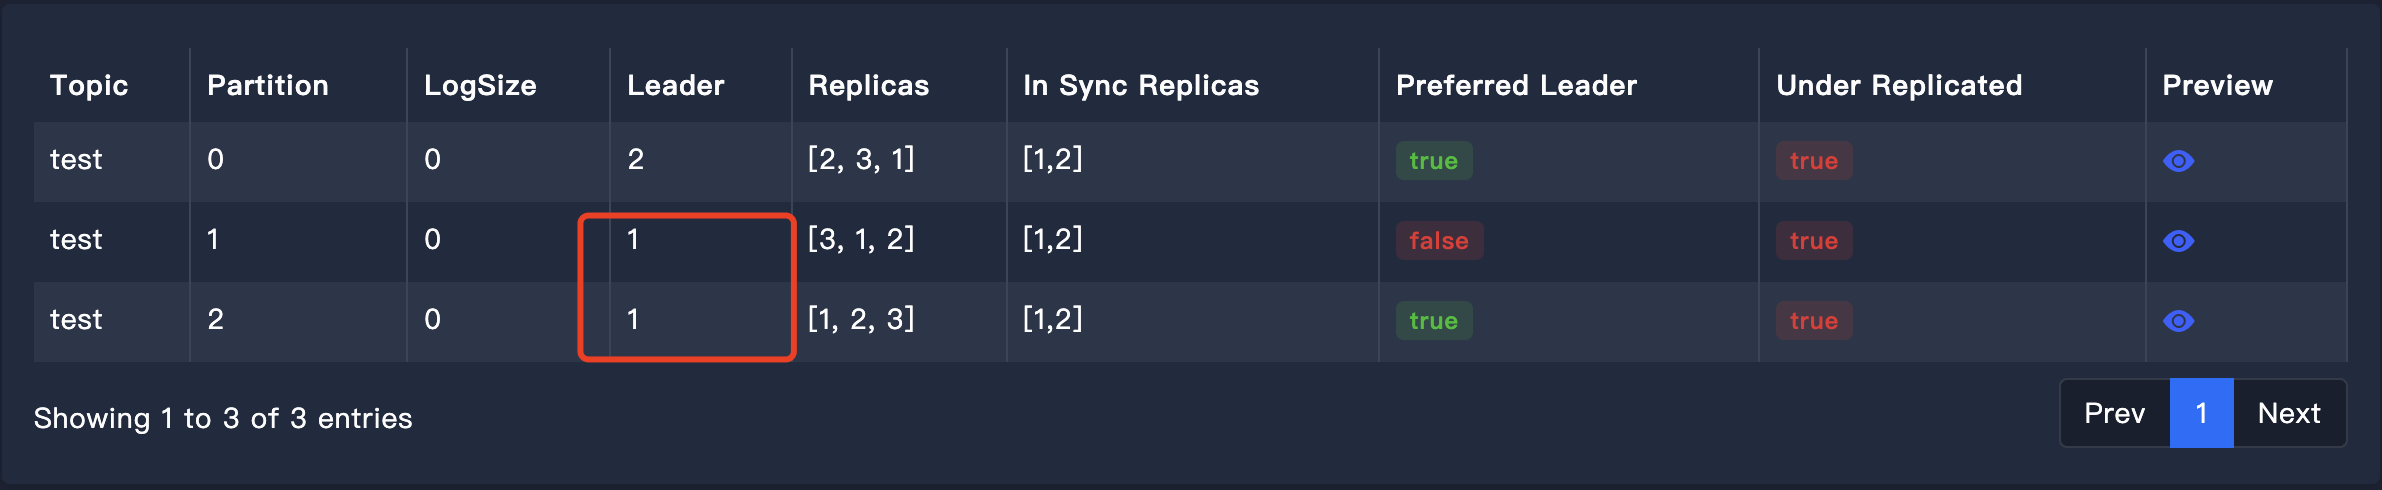 Topic Partition LogSize Leader Replicas In Sync Replicas Preferred Leader Under Replicated Preview
test 0 0 2 [2, 3, 1] [1,2] true true
test 1 0 1 [3, 1, 2] [1,2] false true
test 2 0 1 [1, 2, 3] [1,2] true true
Showing 1 to 3 of 3 entries
Prev 1 Next